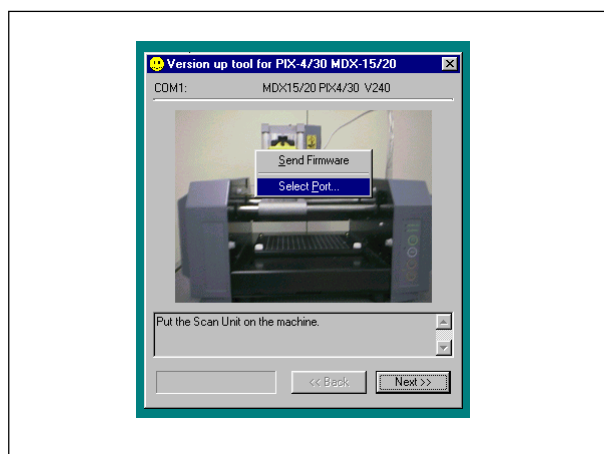 Version up tool for PIX-4/30 MDX-15/20
COM1: MDX15/20 PIX4/30 V240
Send Firmware
Select Port...
Put the Scan Unit on the machine.
<< Back Next >>